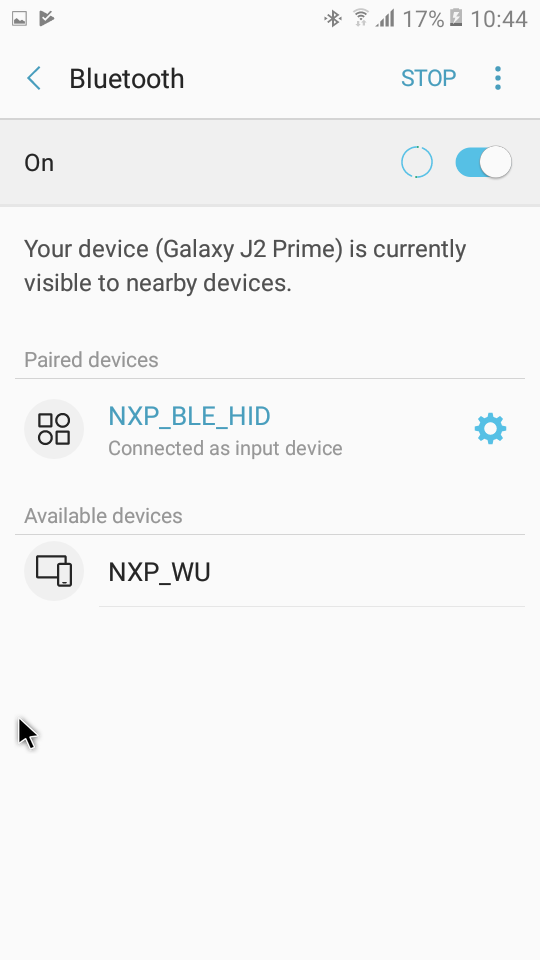 17% 10:44
Bluetooth STOP
On
Your device (Galaxy J2 Prime) is currently
visible to nearby devices.
Paired devices
NXP_BLE_HID
Connected as input device
Available devices
NXP_WU